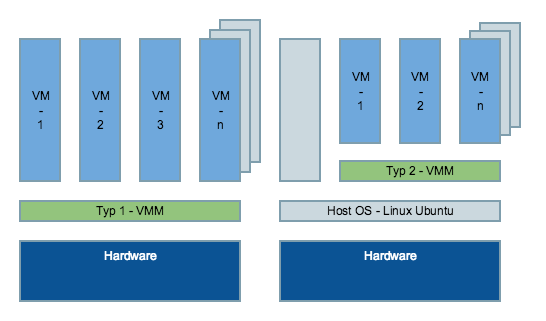 VM
-
1
VM
-
2
VM
-
3
VM
-
n
Typ 1 - VMM
Hardware
VM
-
1
VM
-
2
VM
-
n
Typ 2 - VMM
Host OS - Linux Ubuntu
Hardware